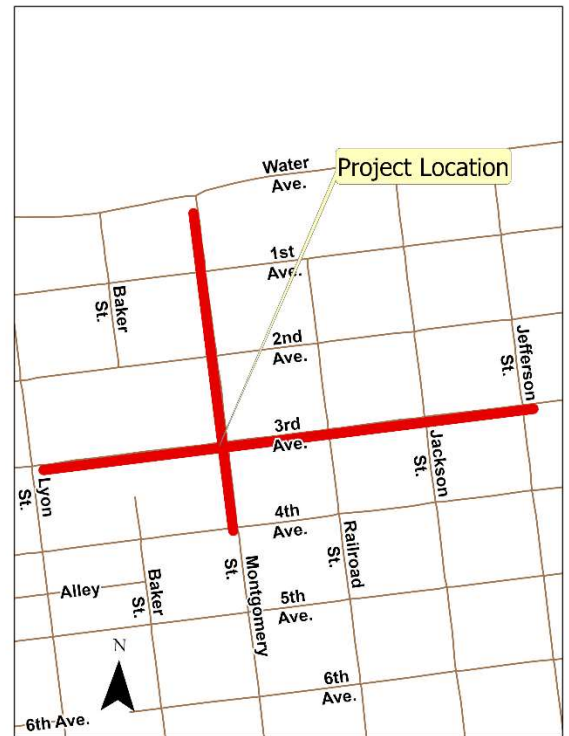 Water
Ave.
Project Location
1st
Ave.
Baker
St.
2nd
Ave.
Jefferson
St.
3rd
Ave.
Jackson
St.
Lyon
St.
4th
Ave.
Railroad
St.
Montgomery
St.
Alley
Baker
St.
5th
Ave.
N
6th
Ave.
6th Ave.